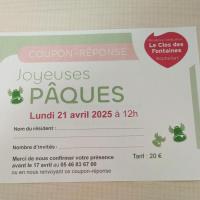 COUPON-RÉPONSE
Le Clos des
Fontaines
Joyeuses
PÂQUES
Lundi 21 avril 2025 à 12h
Nom du résident :
Nombre d'invités :
Merci de nous confirmer votre présence
avant le 17 avril au 05 46 83 67 00
ou en nous renvoyant ce coupon-réponse
Tarif : 20 €